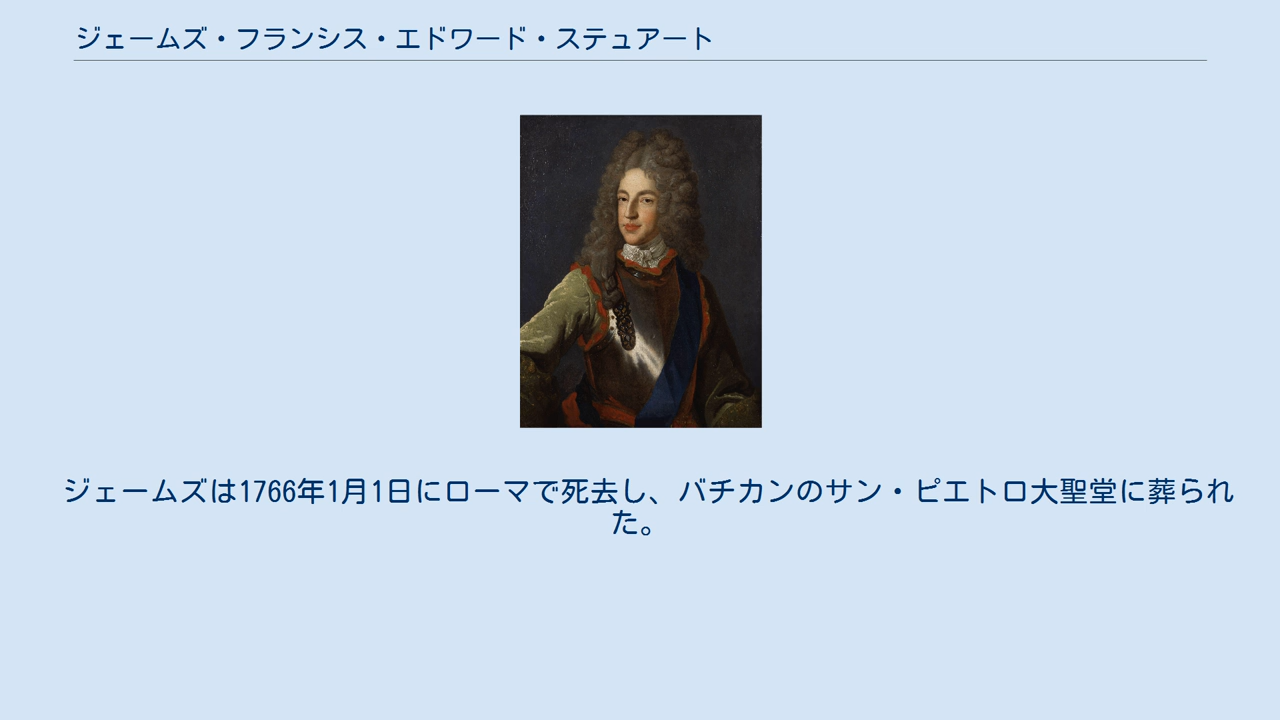 ジェームズ・フランシス・エドワード・ステュアート
ジェームズは1766年1月1日にローマで死去し、バチカンのサン・ピエトロ大聖堂に葬られ
た。